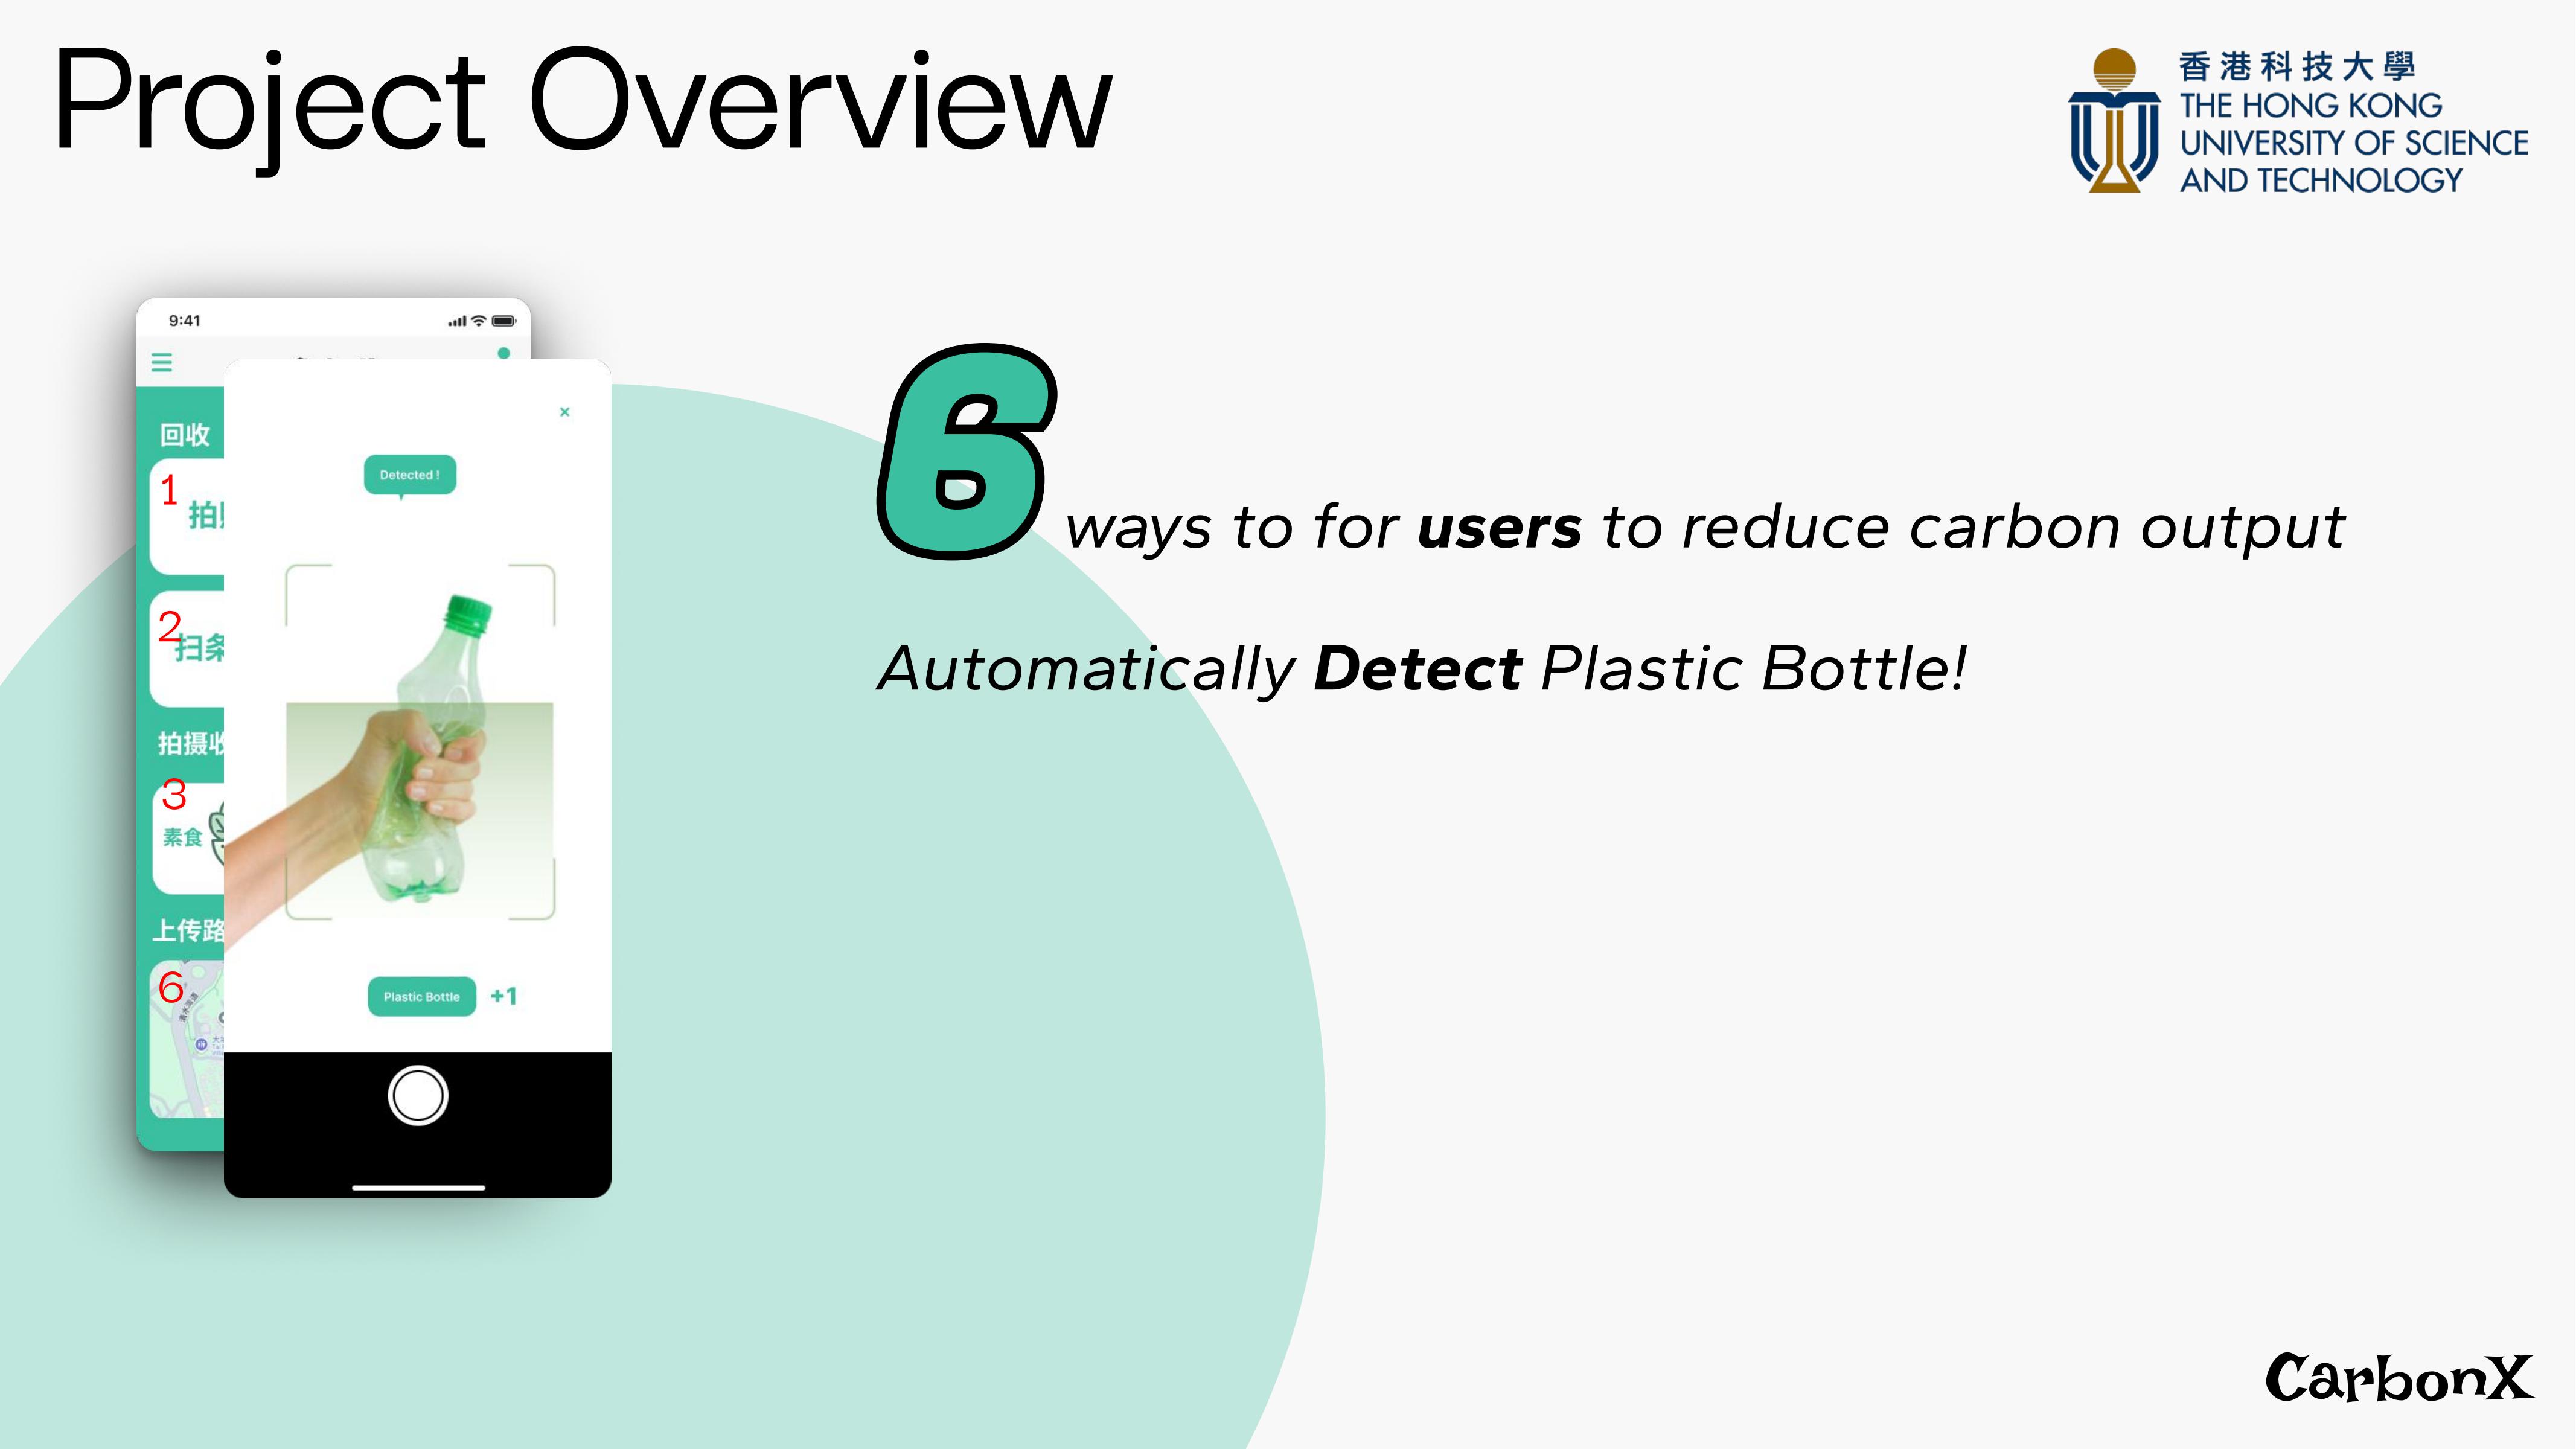 Project Overview
香港科技大學
THE HONG KONG
UNIVERSITY OF SCIENCE
AND TECHNOLOGY
9:41
回收
1
拍
2
扫条
拍摄收
3
素食
上传路
6
×
Detected !
Plastic Bottle +1
6 ways to for users to reduce carbon output
Automatically Detect Plastic Bottle!
CarbonX